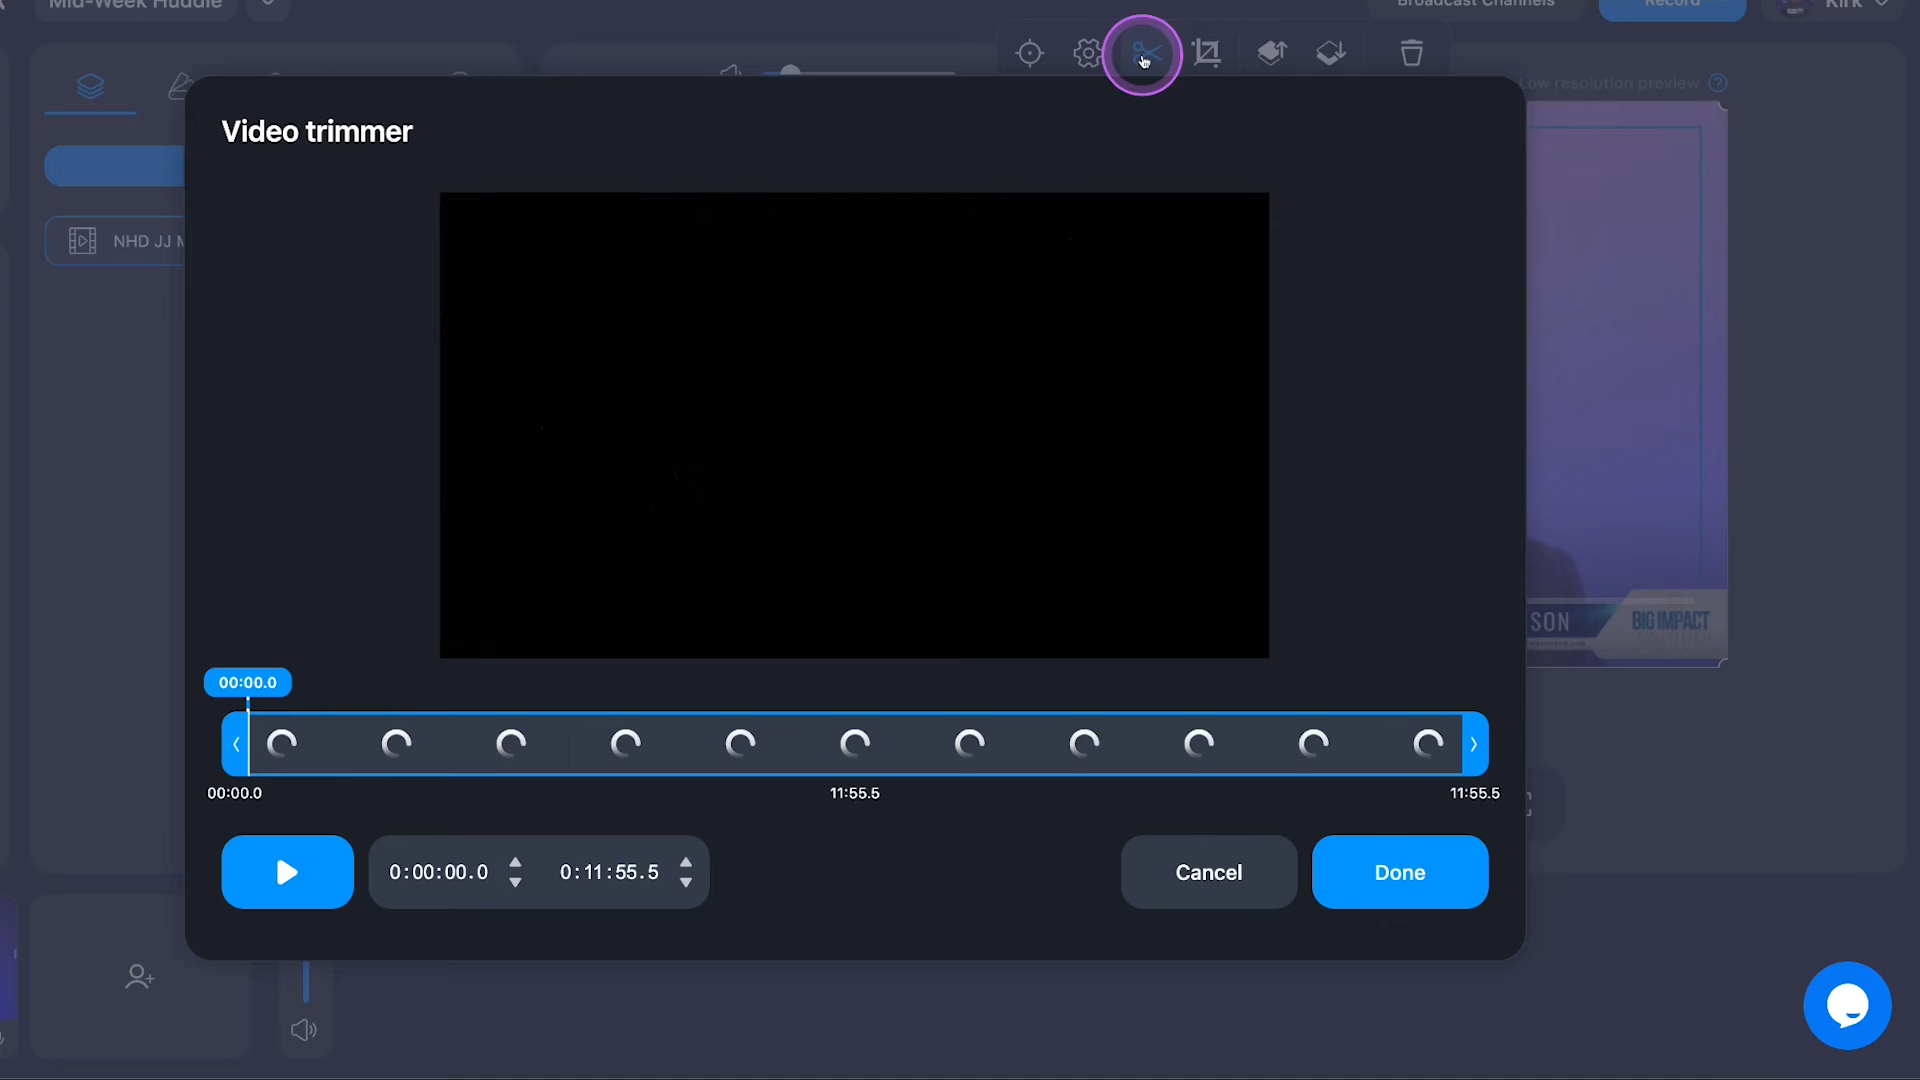 Mid-Week Huddle
Broadcast Channels
Record
Kirk
Low resolution preview
Video trimmer
NHD JJ
SON
BIG IMPACT
00:00.0
00:00.0
11:55.5
11:55.5
0:00:00.0
0:11:55.5
Cancel
Done